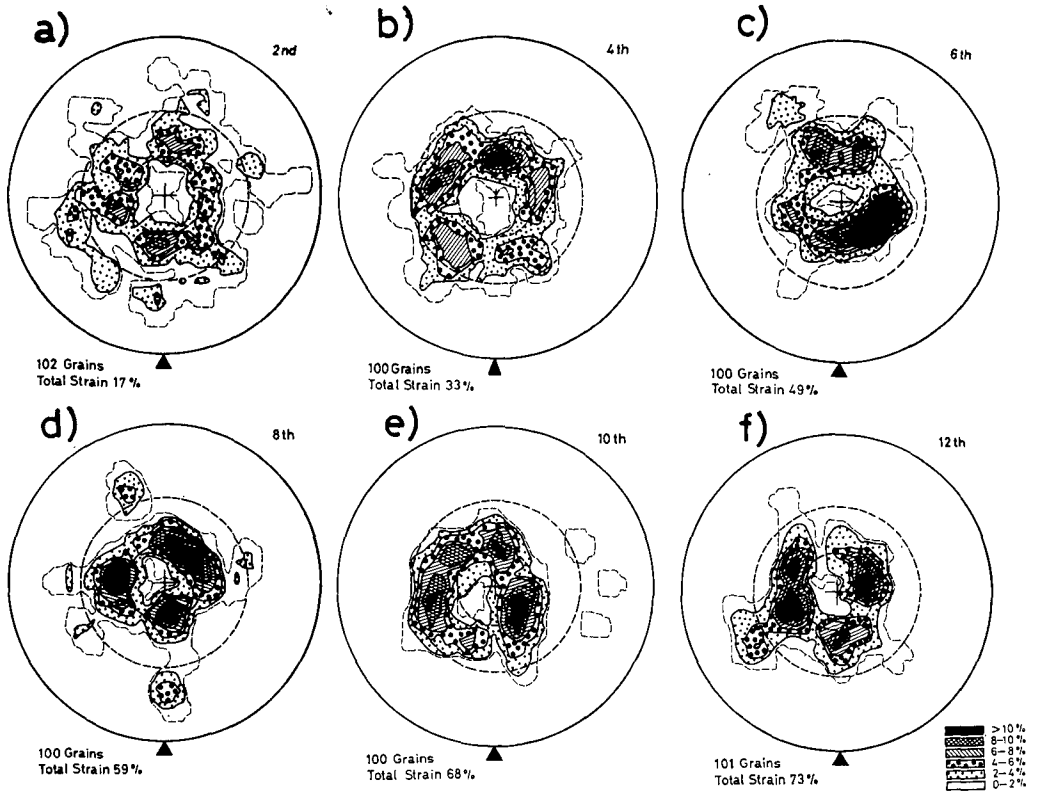 a)
2nd
102 Grains
Total Strain 17%
b)
4th
100 Grains
Total Strain 33%
c)
6th
100 Grains
Total Strain 49%
d)
8th
100 Grains
Total Strain 59%
e)
10th
100 Grains
Total Strain 68%
f)
12th
101 Grains
Total Strain 73%
>10%
8–10%
6–8%
4–6%
2–4%
0–2%